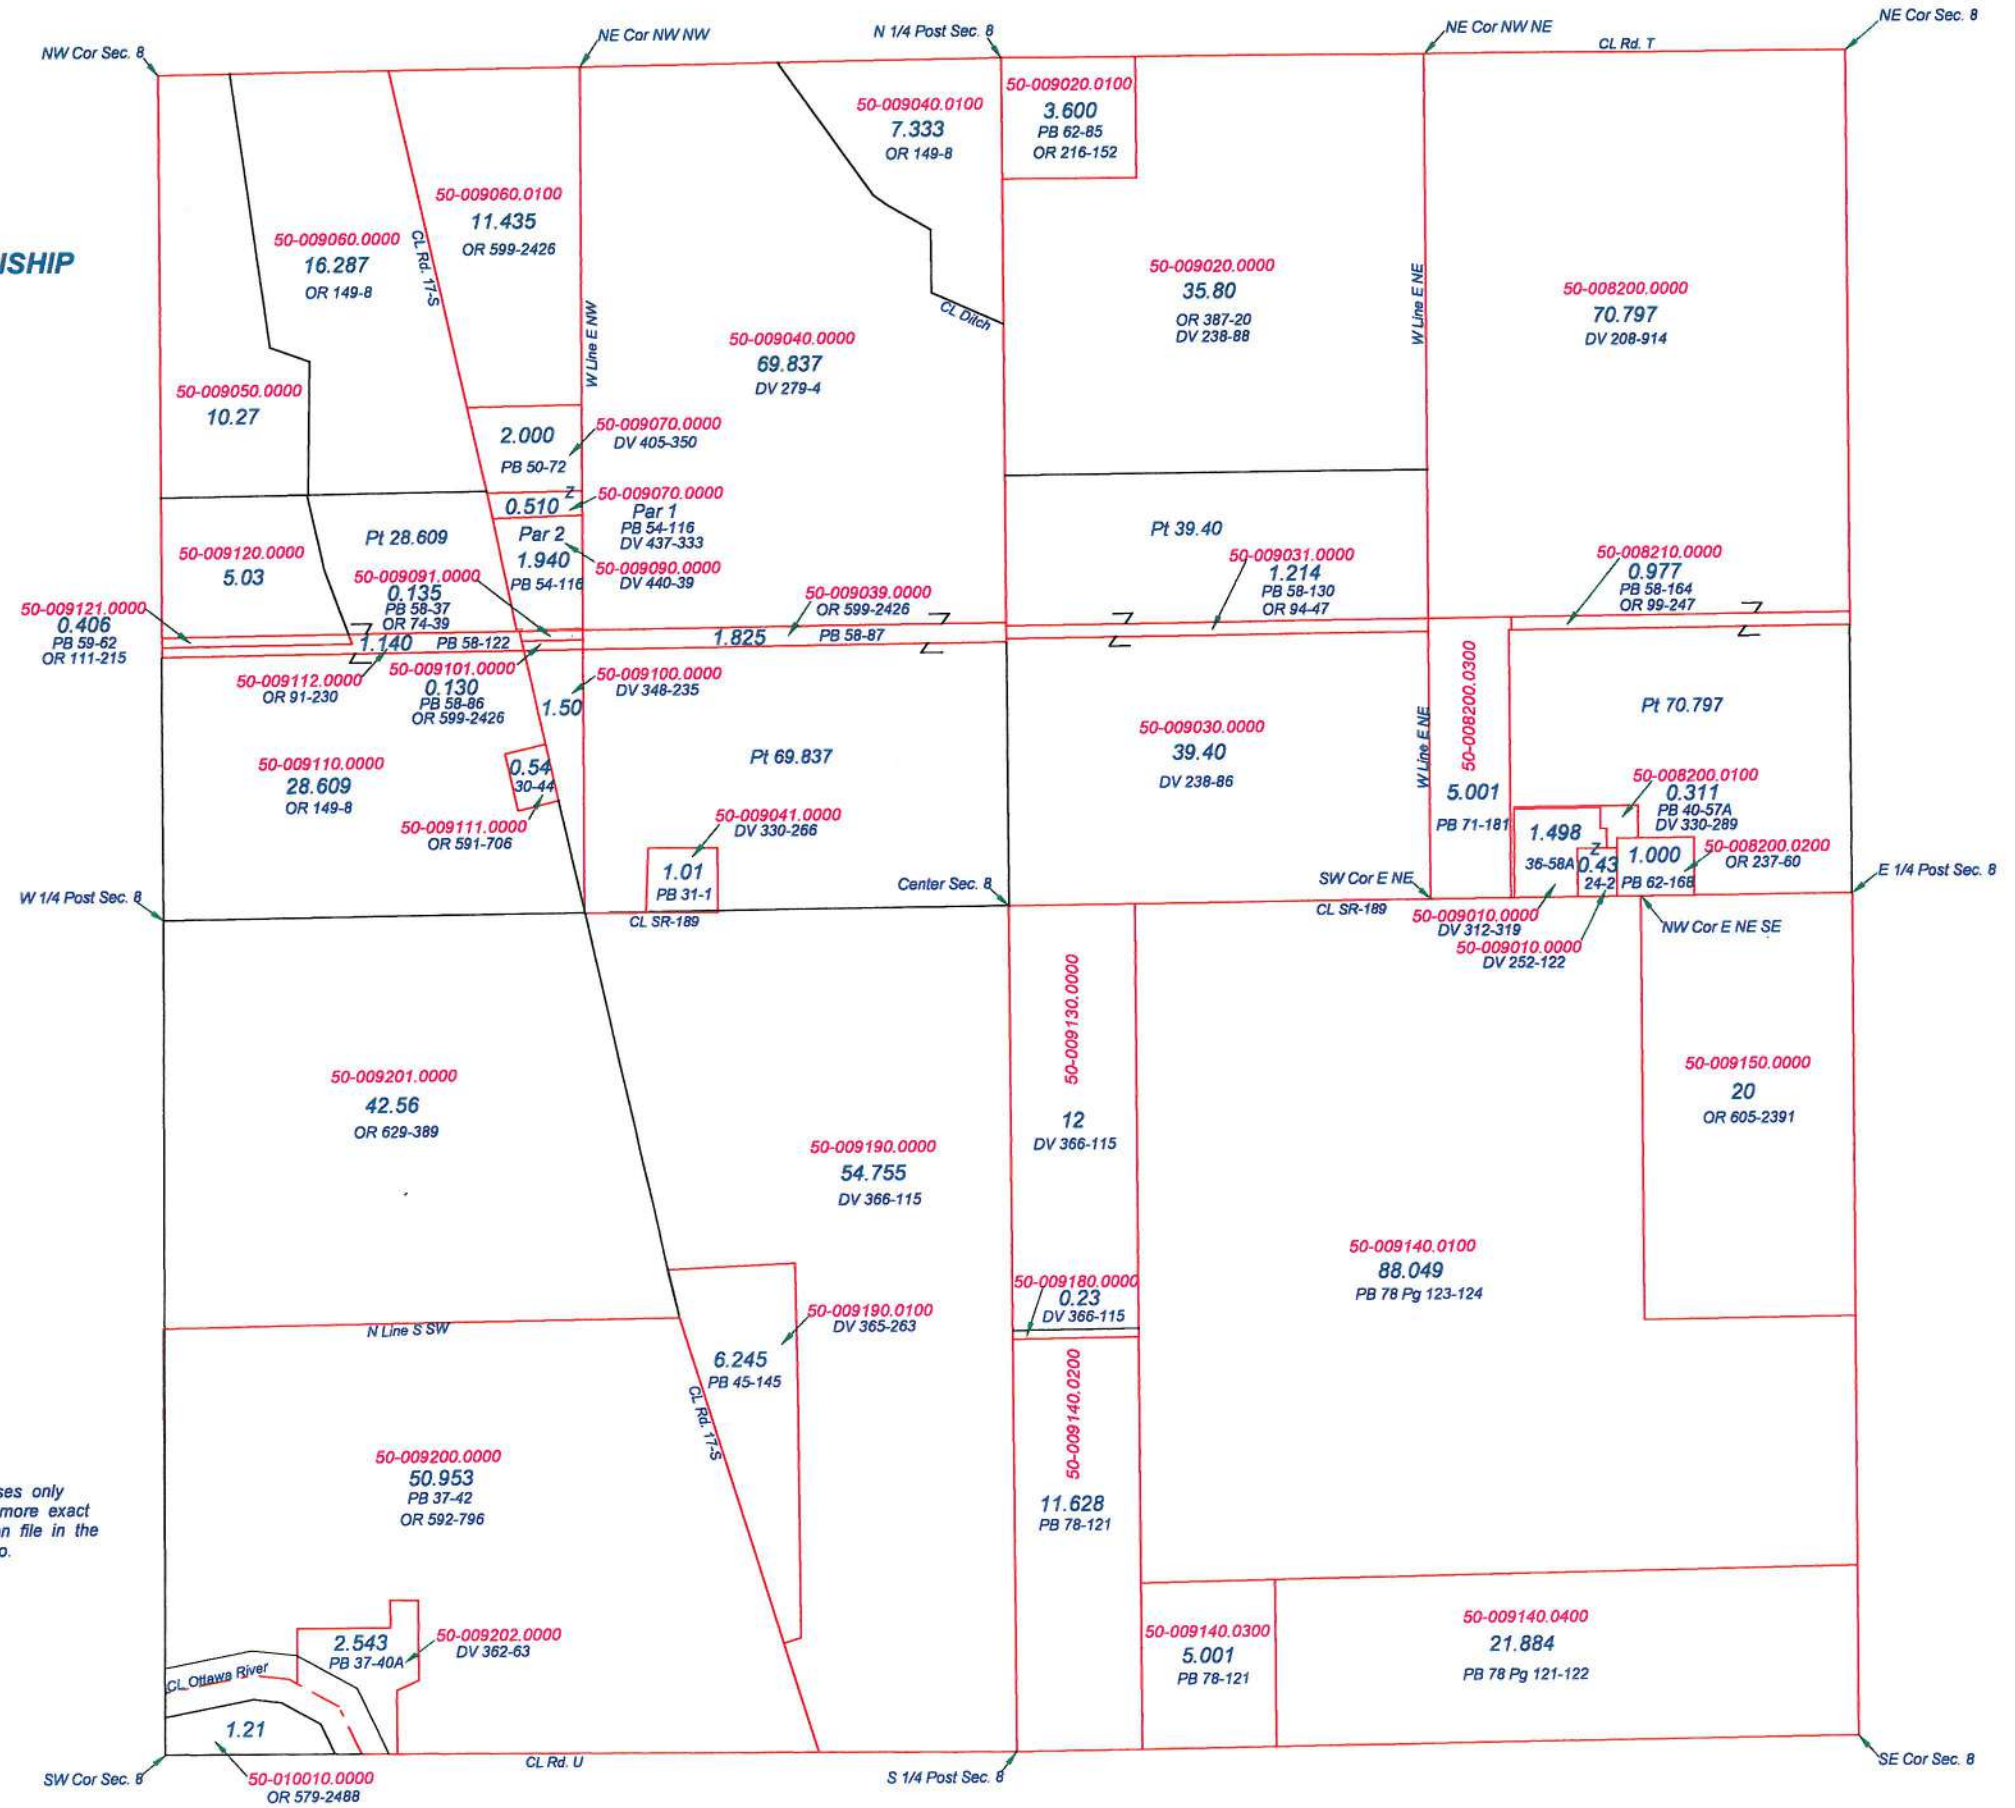 NW Cor Sec. 8
NE Cor NW NW
N 1/4 Post Sec. 8
NE Cor NW NE
CL Rd. T
NE Cor Sec. 8
50-009040.0100
7.333
OR 149-8
50-009020.0100
3.600
PB 62-85
OR 216-152
50-009060.0100
11.435
OR 599-2426
50-009060.0000
16.287
OR 149-8
CL Rd. 17-S
W Line E NW
CL Ditch
50-009020.0000
35.80
OR 387-20
DV 238-88
W Line E NE
50-008200.0000
70.797
DV 208-914
50-009040.0000
69.837
DV 279-4
50-009050.0000
10.27
2.000
PB 50-72
50-009070.0000
DV 405-350
0.510
Z
50-009070.0000
Par 1
PB 54-116
DV 437-333
Par 2
1.940
PB 54-116
50-009090.0000
DV 440-39
Pt 28.609
Pt 39.40
50-009120.0000
5.03
50-009091.0000
0.135
PB 58-37
OR 74-39
50-009039.0000
OR 599-2426
50-009031.0000
1.214
PB 58-130
OR 94-47
50-008210.0000
0.977
PB 58-164
OR 99-247
50-009121.0000
0.406
PB 59-62
OR 111-215
1.140
PB 58-122
1.825
PB 58-87
50-009112.0000
OR 91-230
50-009101.0000
0.130
PB 58-86
OR 599-2426
50-009100.0000
DV 348-235
1.50
50-008200.0300
5.001
PB 71-181
Pt 70.797
50-009110.0000
28.609
OR 149-8
0.54
30-44
50-009111.0000
OR 591-706
Pt 69.837
50-009030.0000
39.40
DV 238-86
W Line E NE
50-008200.0100
0.311
PB 40-57A
DV 330-289
50-009041.0000
DV 330-266
1.01
PB 31-1
1.498
36-58A
Z
0.43
24-2
1.000
PB 62-168
50-008200.0200
OR 237-60
W 1/4 Post Sec. 8
Center Sec. 8
SW Cor E NE
E 1/4 Post Sec. 8
CL SR-189
CL SR-189
50-009010.0000
DV 312-319
50-009010.0000
DV 252-122
NW Cor E NE SE
50-009201.0000
42.56
OR 629-389
50-009190.0000
54.755
DV 366-115
50-009130.0000
12
DV 366-115
50-009150.0000
20
OR 605-2391
50-009140.0100
88.049
PB 78 Pg 123-124
50-009180.0000
0.23
DV 366-115
N Line S SW
50-009190.0100
DV 365-263
6.245
PB 45-145
CL Rd. 17-S
50-009140.0200
11.628
PB 78-121
50-009200.0000
50.953
PB 37-42
OR 592-796
2.543
PB 37-40A
50-009202.0000
DV 362-63
CL Ottawa River
1.21
50-009140.0300
5.001
PB 78-121
50-009140.0400
21.884
PB 78 Pg 121-122
SW Cor Sec. 8
50-010010.0000
OR 579-2488
CL Rd. U
S 1/4 Post Sec. 8
SE Cor Sec. 8
only
more exact
file in the